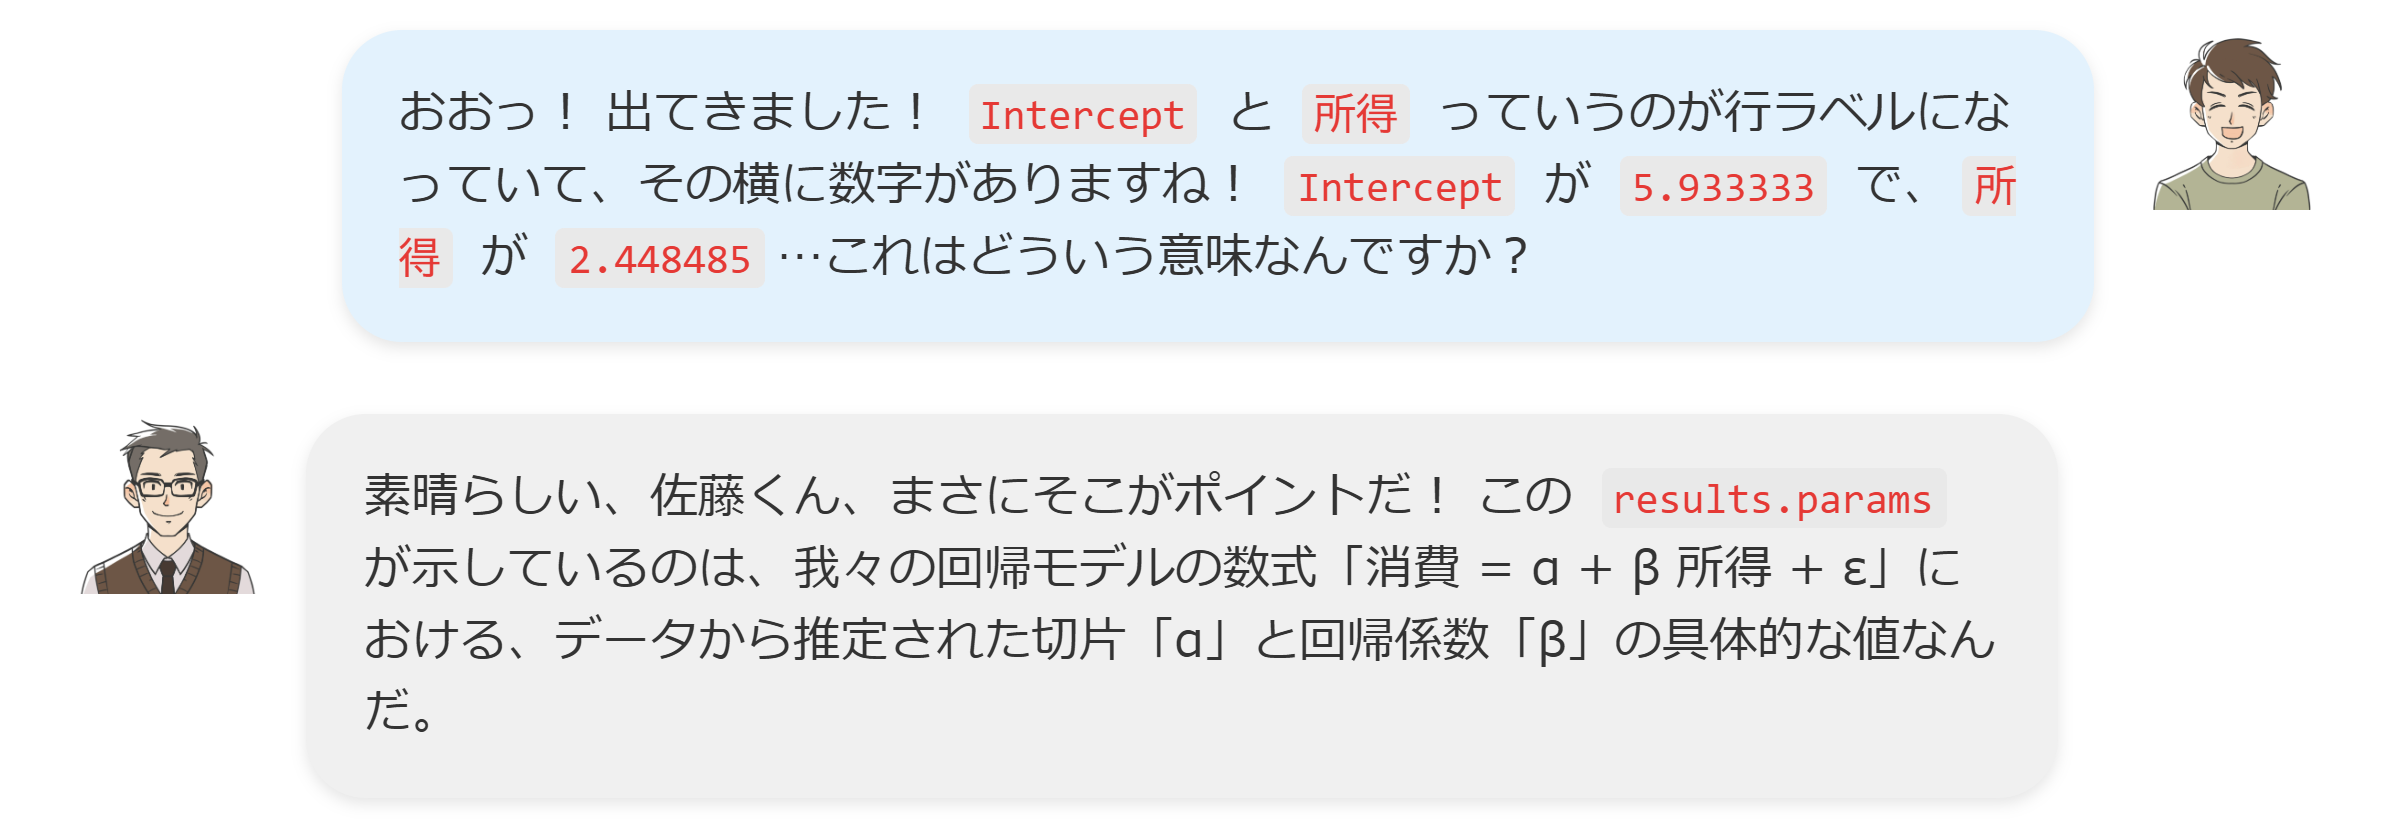 おおっ！ 出てきました！ Intercept と 所得 っていうのが行ラベルにな
っていて、その横に数字がありますね！ Intercept が 5.933333 で、 所
得 が 2.448485 …これはどういう意味なんですか？
素晴らしい、佐藤くん、まさにそこがポイントだ！ この results.params
が示しているのは、我々の回帰モデルの数式「消費 = α + β 所得 + ε」に
おける、データから推定された切片「α」と回帰係数「β」の具体的な値なん
だ。